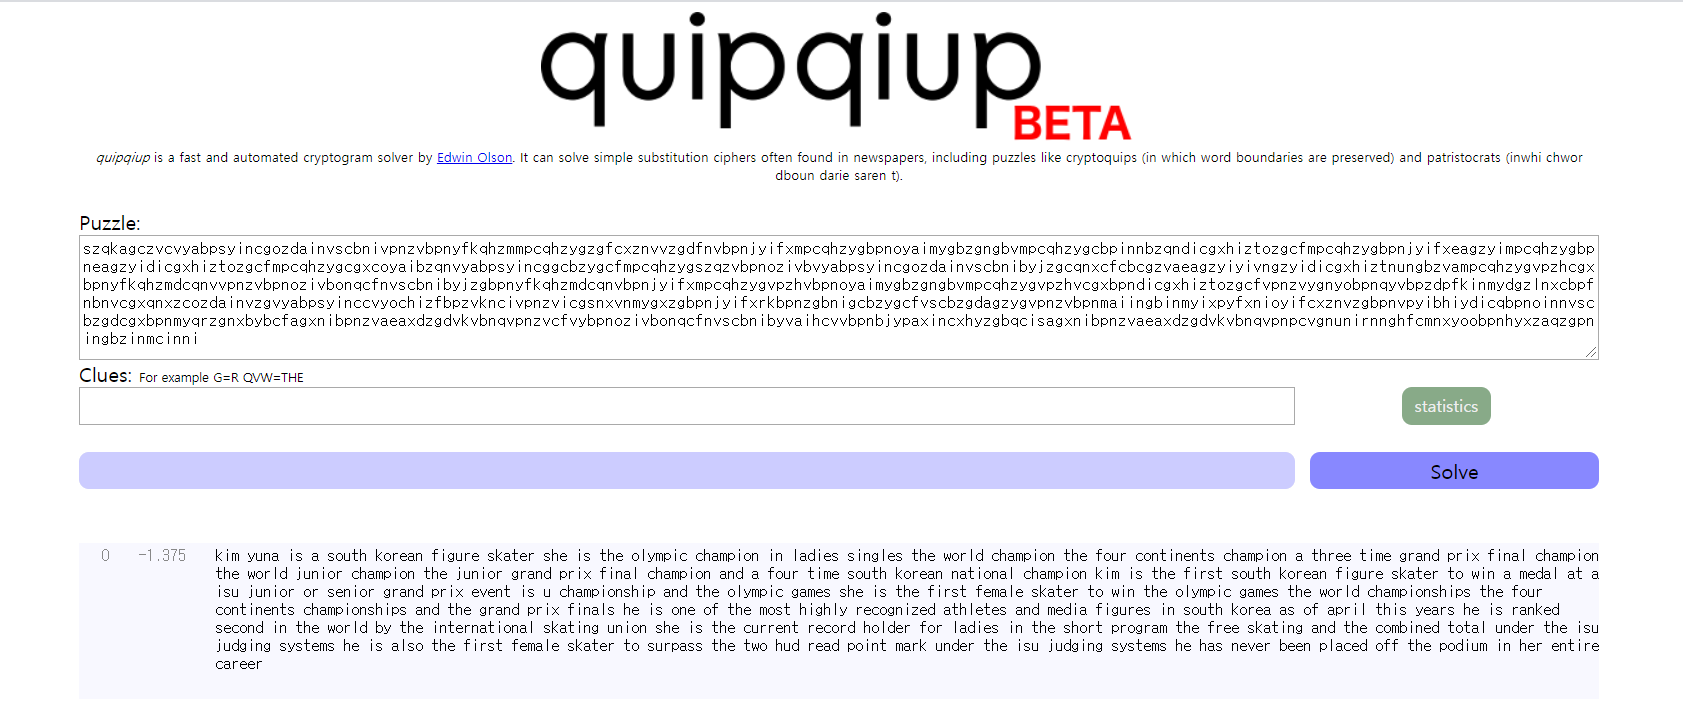 quipqiup
BETA
quipqiup is a fast and automated cryptogram solver by Edwin Olson. It can solve simple substitution ciphers often found in newspapers, including puzzles like cryptoquips (in which word boundaries are preserved) and patristocrats (inwhi chwor
dboun darie saren t).
Puzzle:
szqkagczvcvyabpsyincgozdainvscbnivpnzvbpnyfkqhzmmpcqhzygzgfcxznvvzgdfnvbpnjyifxmpcqhzygbpnoyaimygbzgngbvmpcqhzygcbpinnbzqndicgxhiztozgcfmpcqhzygbpnjyifxeagzyimpcqhzygbp
neagzyidicgxhiztozgcfmpcqhzygcgxcoyaibzqnvyabpsyincggcbzygcfmpcqhzygszqzvbpnozivbvyabpsyincgozdainvscbnibyjzgcqnxcfcbcgzvaeagzyiyivngzyidicgxhiztnungbzvampcqhzygvpzhcgx
bpnyfkqhzmdcqnvvpnzvbpnozivbonqcfnvscbnibyjzgbpnyfkqhzmdcqnvbpnjyifxmpcqhzygvpzhvbpnoyaimygbzgngbvmpcqhzygvpzhvcgxbpndicgxhiztozgcfvpnzvygnyobpnqyvbpzdpfkinmydgzlnxcbpf
nbnvcgxqnxzcozdainvzgvyabpsyinccvyochizfbpzvkncivpnzvicgsnxvnmygxzgbpnjyifxrkbpnzgbnigcbzygcfvscbzgdagzygvpnzvbpnmaiingbinmyixpyfxnioyifcxznvzgbpnvpyibhiydicqbpnoinnvsc
bzgdcgxbpnmyqrzgnxbybcfagxnibpnzvaeaxdzgdvkvbnqvpnzvcfvybpnozivbonqcfnvscbnibyvaihcvvbpnbjypaxincxhyzgbqcisagxnibpnzvaeaxdzgdvkvbnqvpnpcvgnunirnnghfcmnxyoobpnhyxzaqzgpn
ingbzinmcinni
Clues: For example G=R QVW=THE
statistics
Solve
0 -1.375 kim yuna is a south korean figure skater she is the olympic champion in ladies singles the world champion the four continents champion a three time grand prix final champion
the world junior champion the junior grand prix final champion and a four time south korean national champion kim is the first south korean figure skater to win a medal at a
isu junior or senior grand prix event is u championship and the olympic games she is the first female skater to win the olympic games the world championships the four
continents championships and the grand prix finals he is one of the most highly recognized athletes and media figures in south korea as of april this years he is ranked
second in the world by the international skating union she is the current record holder for ladies in the short program the free skating and the combined total under the isu
judging systems he is also the first female skater to surpass the two hud read point mark under the isu judging systems he has never been placed off the podium in her entire
career